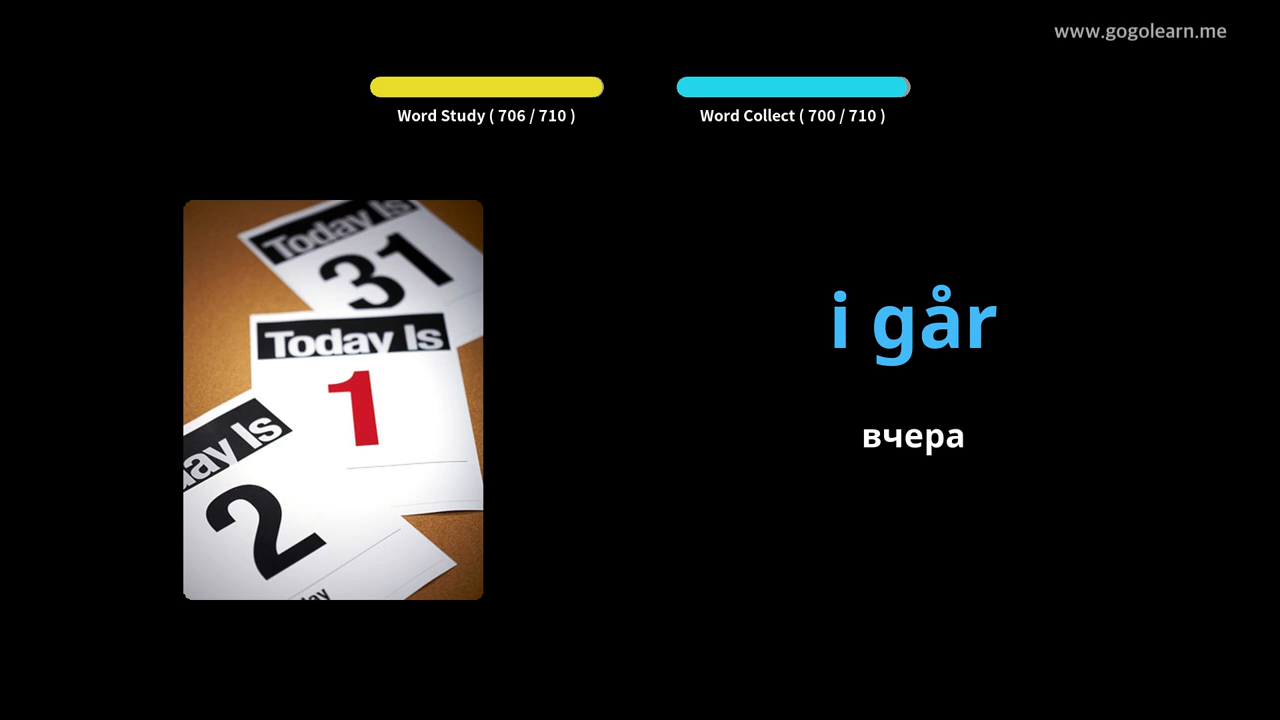 www.gogolearn.me
Word Study ( 706 / 710 )
Word Collect ( 700 / 710 )
Today Is
31
Today Is
1
ay Is
2
ay
i går
вчера